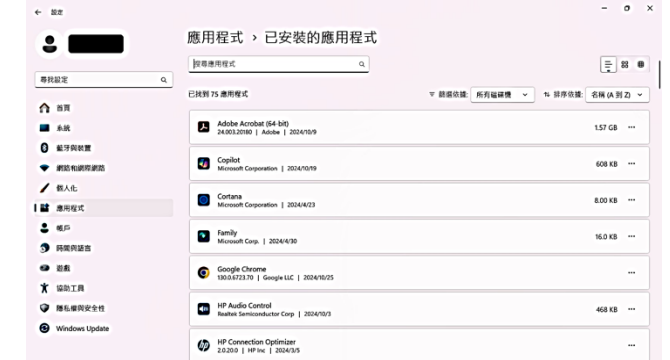 ← 設定
應用程式 › 已安裝的應用程式
搜尋應用程式
尋找設定
已找到 75 應用程式
篩選依據: 所有磁碟機
排序依據: 名稱 (A 到 Z)
首頁
系統
藍牙與裝置
網路和網際網路
個人化
應用程式
帳戶
時間與語言
遊戲
協助工具
隱私權與安全性
Windows Update
Adobe Acrobat (64-bit)
24.003.20180 | Adobe | 2024/10/9
1.57 GB
Copilot
Microsoft Corporation | 2024/10/19
608 KB
Cortana
Microsoft Corporation | 2024/4/23
8.00 KB
Family
Microsoft Corp. | 2024/4/30
16.0 KB
Google Chrome
130.0.6723.70 | Google LLC | 2024/10/25
HP Audio Control
Realtek Semiconductor Corp | 2024/10/3
468 KB
HP Connection Optimizer
2.0.20.0 | HP Inc | 2024/3/5